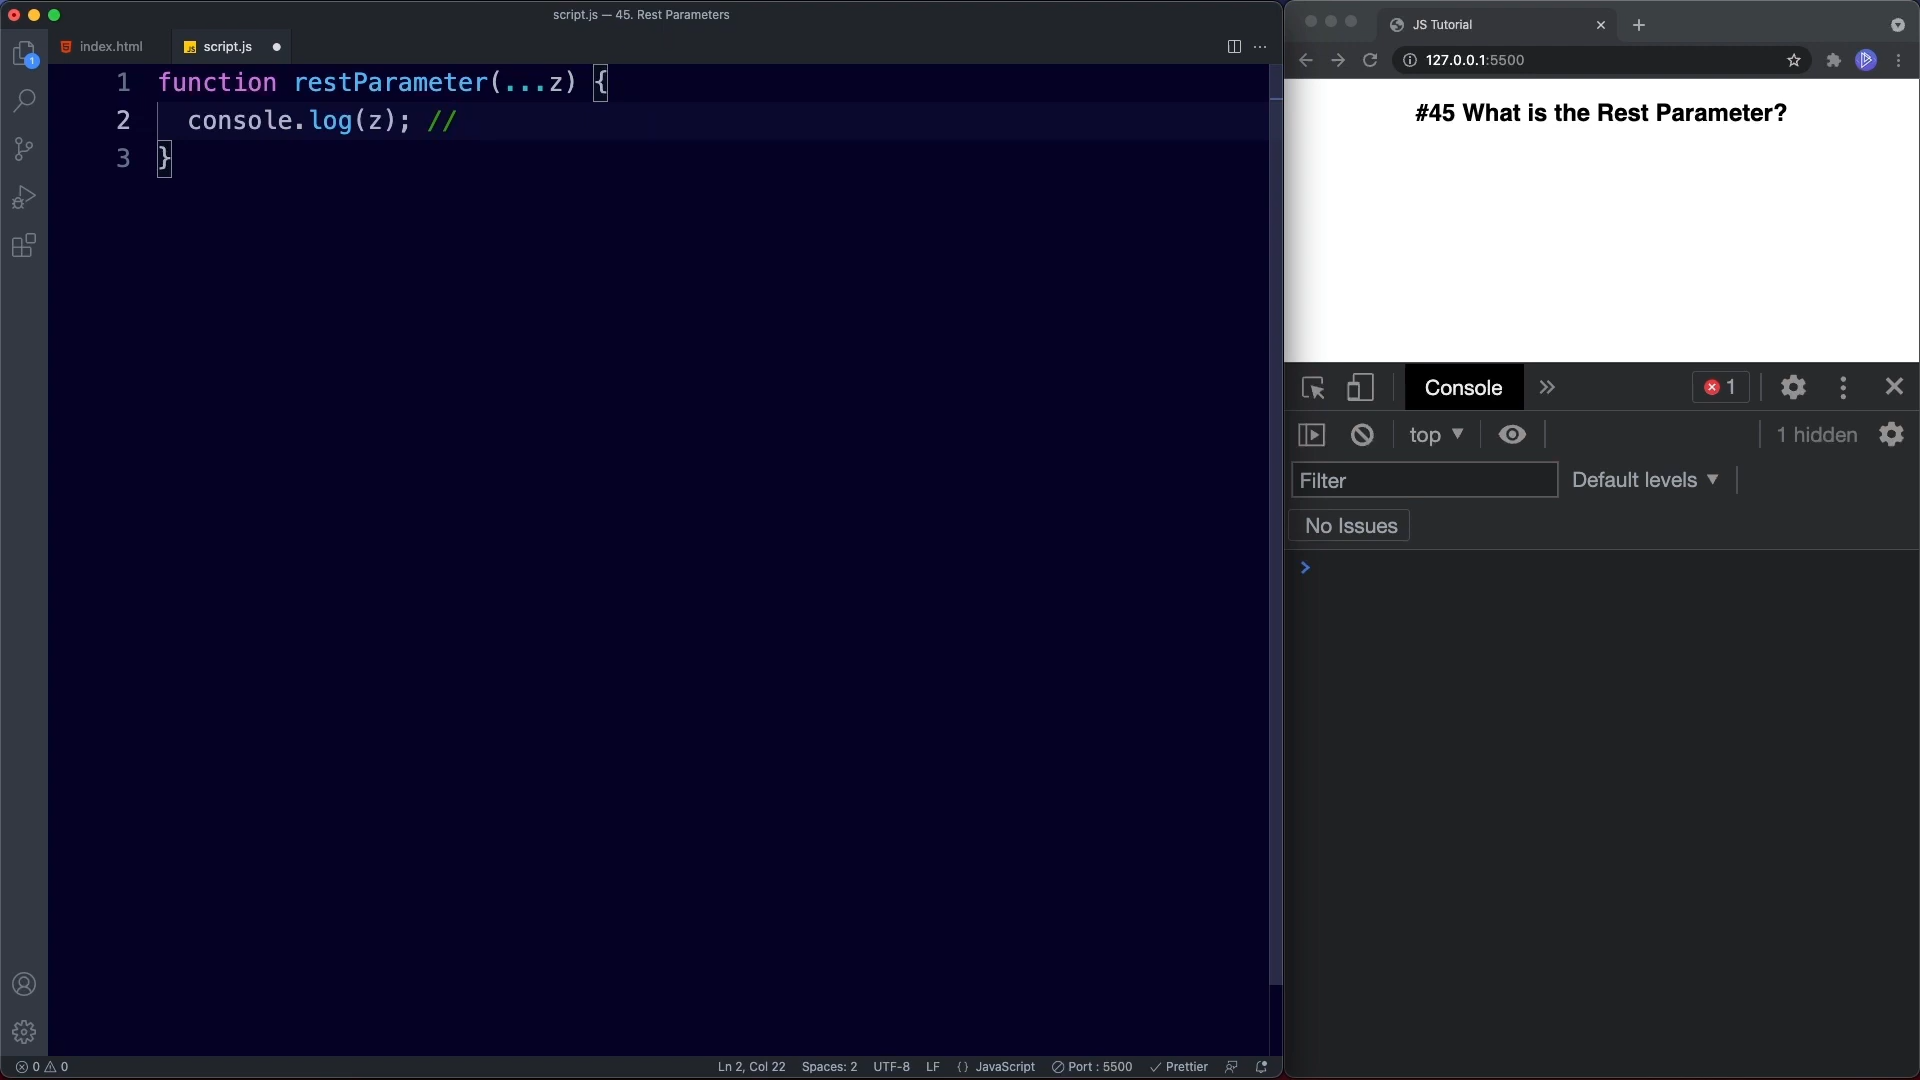 script.js — 45. Rest Parameters
index.html
script.js
1 function restParameter(...z) {
2 console.log(z); //
3 }
0 0
Ln 2, Col 22 Spaces: 2 UTF-8 LF {} JavaScript Port : 5500 Prettier
JS Tutorial
127.0.0.1:5500
#45 What is the Rest Parameter?
Console
1
top
1 hidden
Filter
Default levels
No Issues